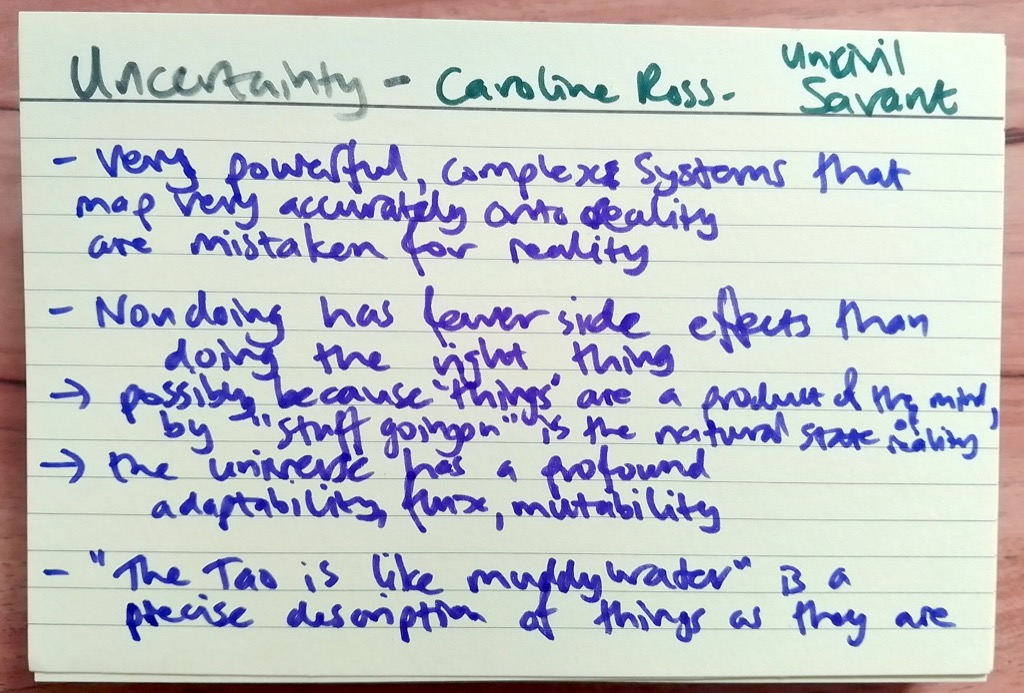 Uncertainty - Caroline Ross. Uncivil Savant
- very powerful, complex systems that
map very accurately onto reality
are mistaken for reality
- Non doing has fewer side effects than
doing the right thing
→ possibly because "things" are a product of the mind,
by "stuff going on" is the natural state of reality
→ the universe has a profound
adaptability, flux, mutability
- "The Tao is like muddy water" is a
precise description of things as they are